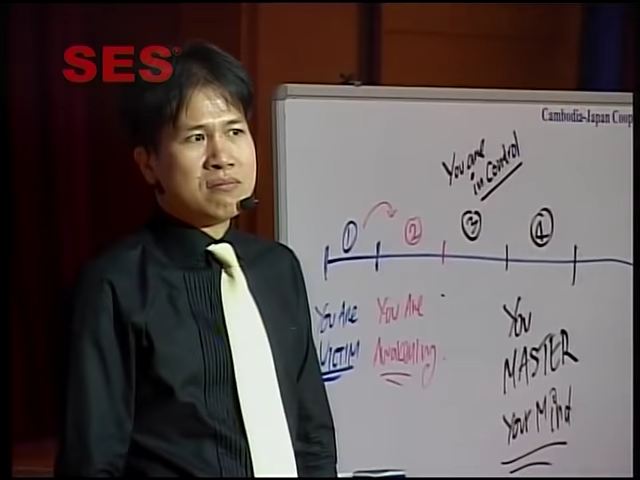 SES®
Cambodia-Japan Coop
You are
in Control
1 2 3 4
You Are
VICTIM
You Are
Awakening
You
MASTER
Your Mind